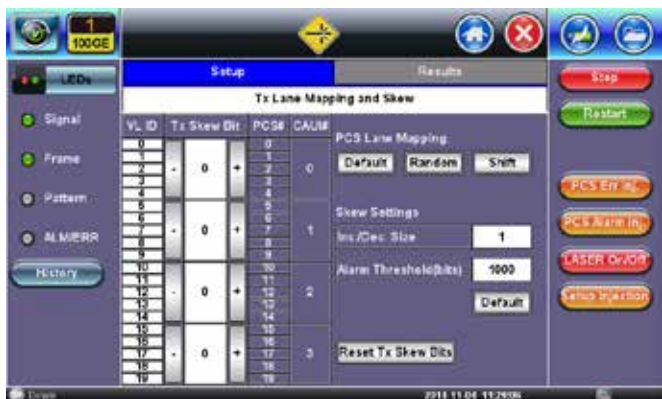 1
100GE
LEDs
Setup
Results
Stop
Tx Lane Mapping and Skew
Restart
Signal
Frame
Pattern
ALM/ERR
History
VL ID Tx Skew Bit PCS# CAUI#
0 0
1 1
2 - 0 + 2 0
3 3
4 4
5 5
6 6
7 - 0 + 7 1
8 8
9 9
10 10
11 11
12 - 0 + 12 2
13 13
14 14
15 15
16 16
17 - 0 + 17 3
18 18
19 19
PCS Lane Mapping
Default Random Shift
Skew Settings
Inc/Dec. Size 1
Alarm Threshold(bits) 1000
Default
Reset Tx Skew Bits
PCS Err Inj.
PCS Alarm Inj.
LASER On/Off
Setup Injection
Down